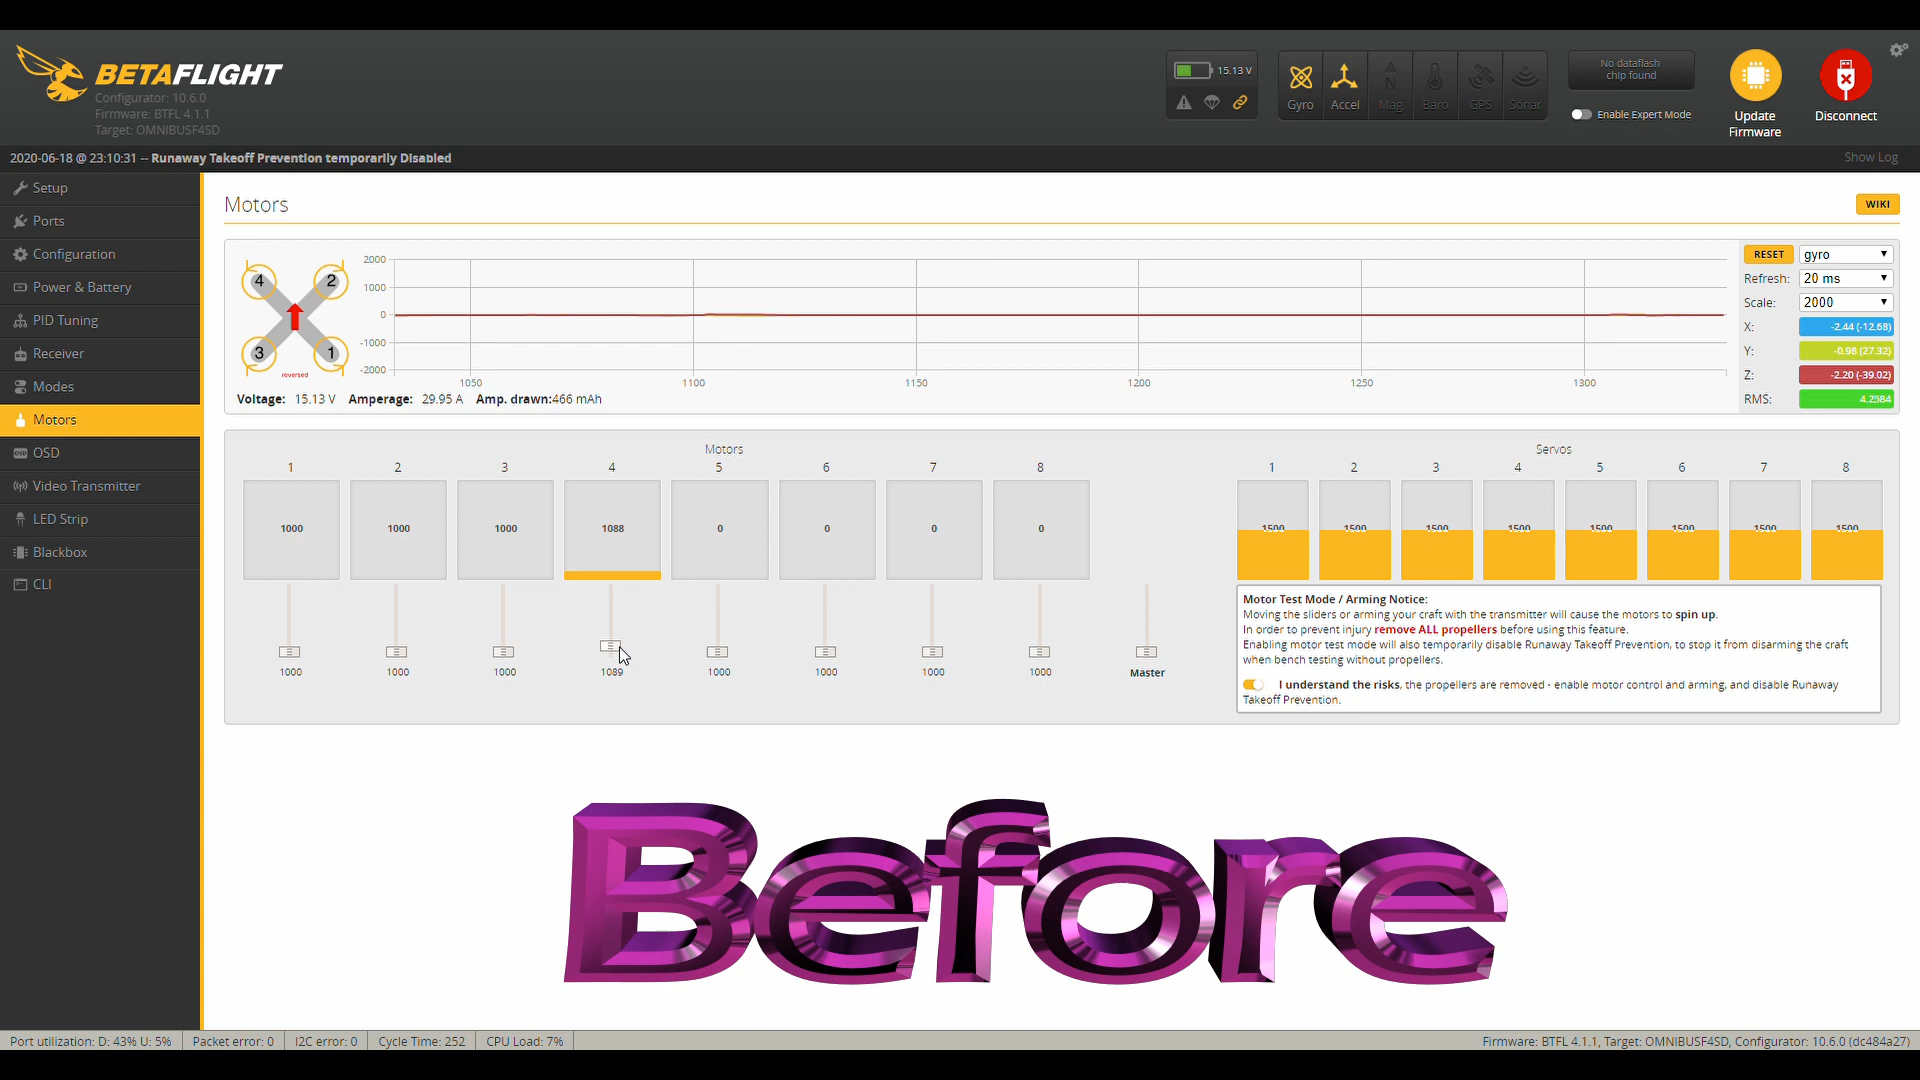 BETAFLIGHT
Configurator: 10.6.0
Firmware: BTFL 4.1.1
Target: OMNIBUSF4SD
15.13 V
Gyro Accel Mag Baro GPS Sonar
No dataflash
chip found
Enable Expert Mode
Update
Firmware
Disconnect
2020-06-18 @ 23:10:31 -- Runaway Takeoff Prevention temporarily Disabled
Show Log
Setup
Ports
Configuration
Power & Battery
PID Tuning
Receiver
Modes
Motors
OSD
Video Transmitter
LED Strip
Blackbox
CLI
Motors
WIKI
4 2
3 1
reversed
2000
1000
0
-1000
-2000
1050 1100 1150 1200 1250 1300
Voltage: 15.13 V Amperage: 29.95 A Amp. drawn:466 mAh
RESET gyro
Refresh: 20 ms
Scale: 2000
X: -2.44 (-12.68)
Y: -0.98 (27.32)
Z: -2.20 (-39.02)
RMS: 4.2584
Motors
1 2 3 4 5 6 7 8
1000 1000 1000 1088 0 0 0 0
1000 1000 1000 1089 1000 1000 1000 1000 Master
Servos
1 2 3 4 5 6 7 8
1500 1500 1500 1500 1500 1500 1500 1500
Motor Test Mode / Arming Notice:
Moving the sliders or arming your craft with the transmitter will cause the motors to spin up.
In order to prevent injury remove ALL propellers before using this feature.
Enabling motor test mode will also temporarily disable Runaway Takeoff Prevention, to stop it from disarming the craft
when bench testing without propellers.
I understand the risks, the propellers are removed - enable motor control and arming, and disable Runaway
Takeoff Prevention.
Before
Port utilization: D: 43% U: 5% Packet error: 0 I2C error: 0 Cycle Time: 252 CPU Load: 7%
Firmware: BTFL 4.1.1, Target: OMNIBUSF4SD, Configurator: 10.6.0 (dc484a27)